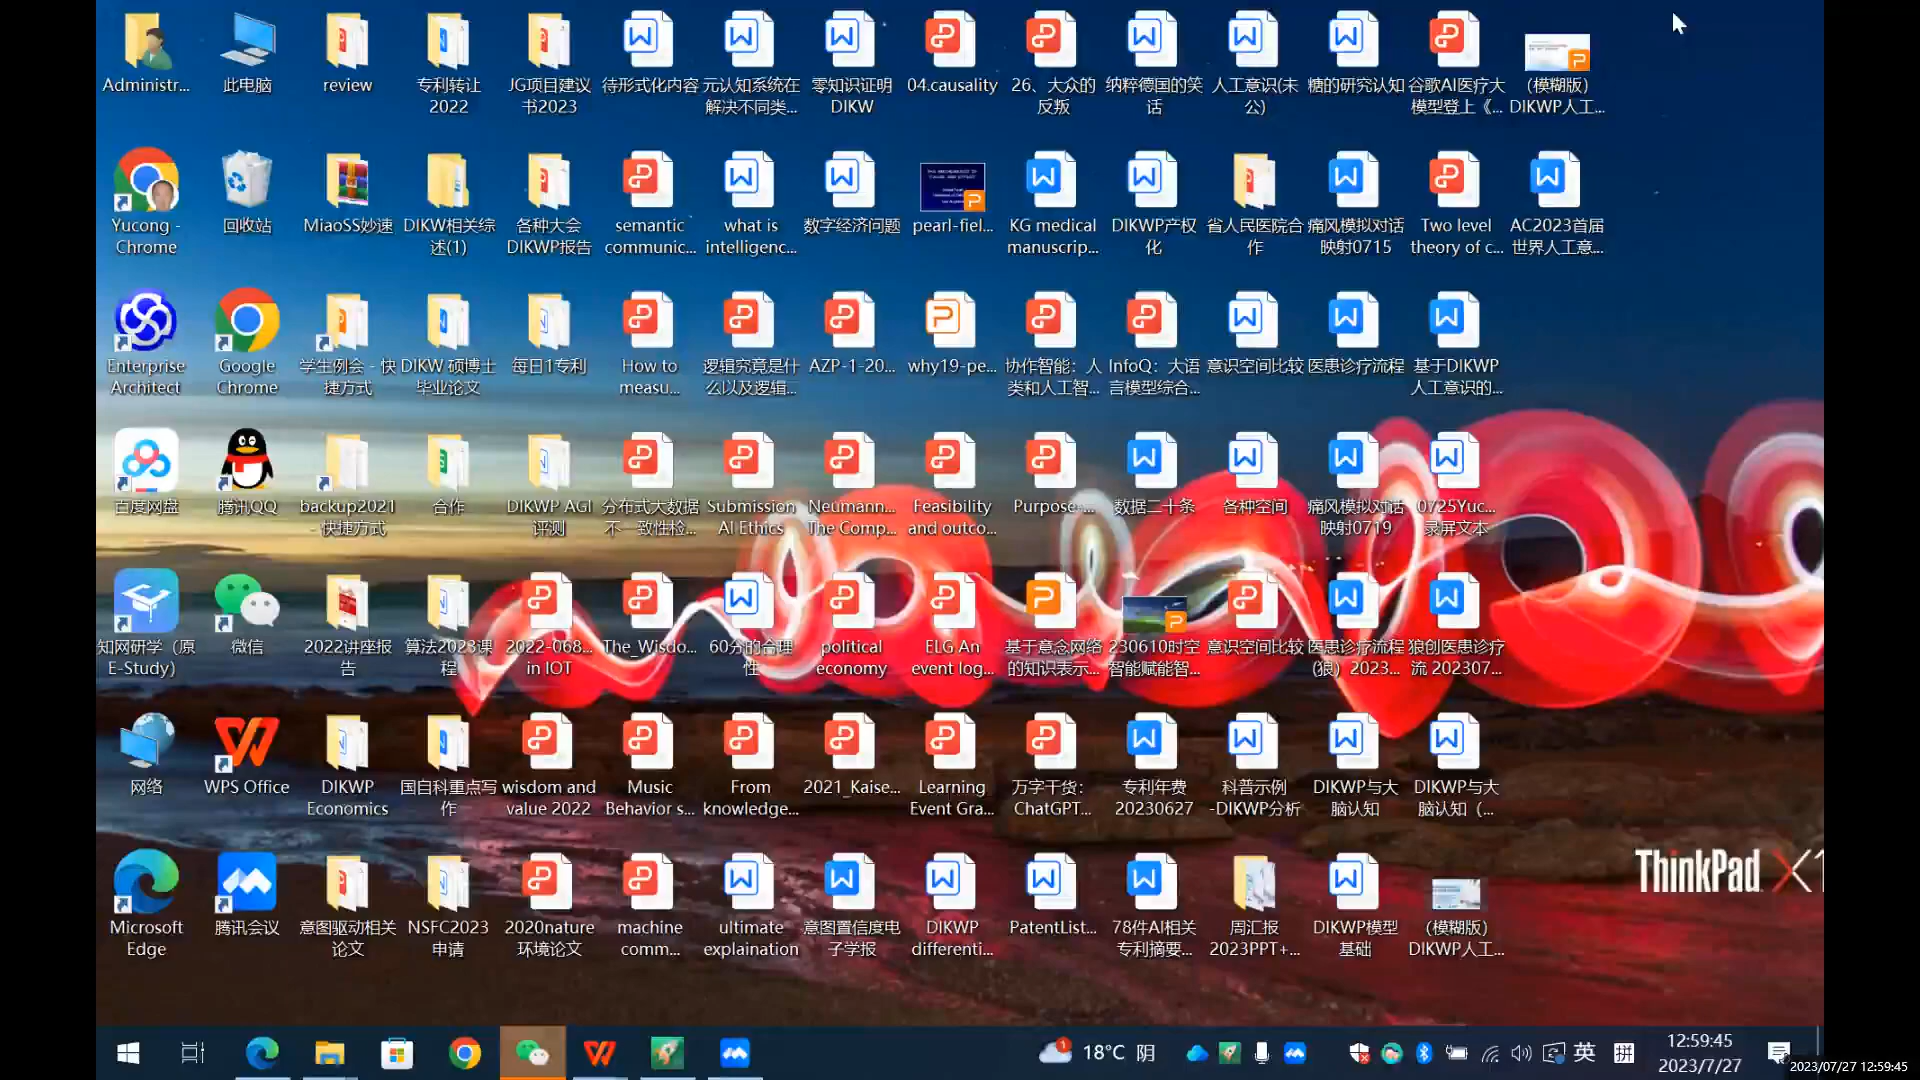 Administr...
此电脑
review
专利转让
2022
JG项目建议
书2023
待形式化内容
元认知系统在
解决不同类...
零知识证明
DIKW
04.causality
26、大众的
反叛
纳粹德国的笑
话
人工意识(未
公)
糖的研究认知
谷歌AI医疗大
模型登上《...
（模糊版）
DIKWP人工...
Yucong -
Chrome
回收站
MiaoSS妙速
DIKW相关综
述(1)
各种大会
DIKWP报告
semantic
communic...
what is
intelligenc...
数字经济问题
pearl-fiel...
KG medical
manuscrip...
DIKWP产权
化
省人民医院合
作
痛风模拟对话
映射0715
Two level
theory of c...
AC2023首届
世界人工意...
Enterprise
Architect
Google
Chrome
学生例会 - 快
捷方式
DIKW 硕博士
毕业论文
每日1专利
How to
measu...
逻辑究竟是什
么以及逻辑...
AZP-1-20...
why19-pe...
协作智能：人
类和人工智...
InfoQ：大语
言模型综合...
意识空间比较
医患诊疗流程
基于DIKWP
人工意识的...
百度网盘
腾讯QQ
backup2021
- 快捷方式
合作
DIKWP AGI
评测
分布式大数据
不一致性检...
Submission
AI Ethics
Neumann...
The Comp...
Feasibility
and outco...
Purpose-...
数据二十条
各种空间
痛风模拟对话
映射0719
0725Yuc...
录屏文本
知网研学（原
E-Study）
微信
2022讲座报
告
算法2023课
程
2022-068...
in IOT
The_Wisdo...
60分的合理
性
political
economy
ELG An
event log...
基于意念网络
的知识表示...
230610时空
智能赋能智...
意识空间比较
医患诊疗流程
(狼）2023...
狼创医患诊疗
流 202307...
网络
WPS Office
DIKWP
Economics
国自科重点写
作
wisdom and
value 2022
Music
Behavior s...
From
knowledge...
2021_Kaise...
Learning
Event Gra...
万字干货：
ChatGPT...
专利年费
20230627
科普示例
-DIKWP分析
DIKWP与大
脑认知
DIKWP与大
脑认知（...
ThinkPad X1
Microsoft
Edge
腾讯会议
意图驱动相关
论文
NSFC2023
申请
2020nature
环境论文
machine
comm...
ultimate
explaination
意图置信度电
子学报
DIKWP
differenti...
PatentList...
78件AI相关
专利摘要...
周汇报
2023PPT+...
DIKWP模型
基础
（模糊版）
DIKWP人工...
1
18°C 阴
英
拼
12:59:45
2023/7/27
2023/07/27 12:59:45